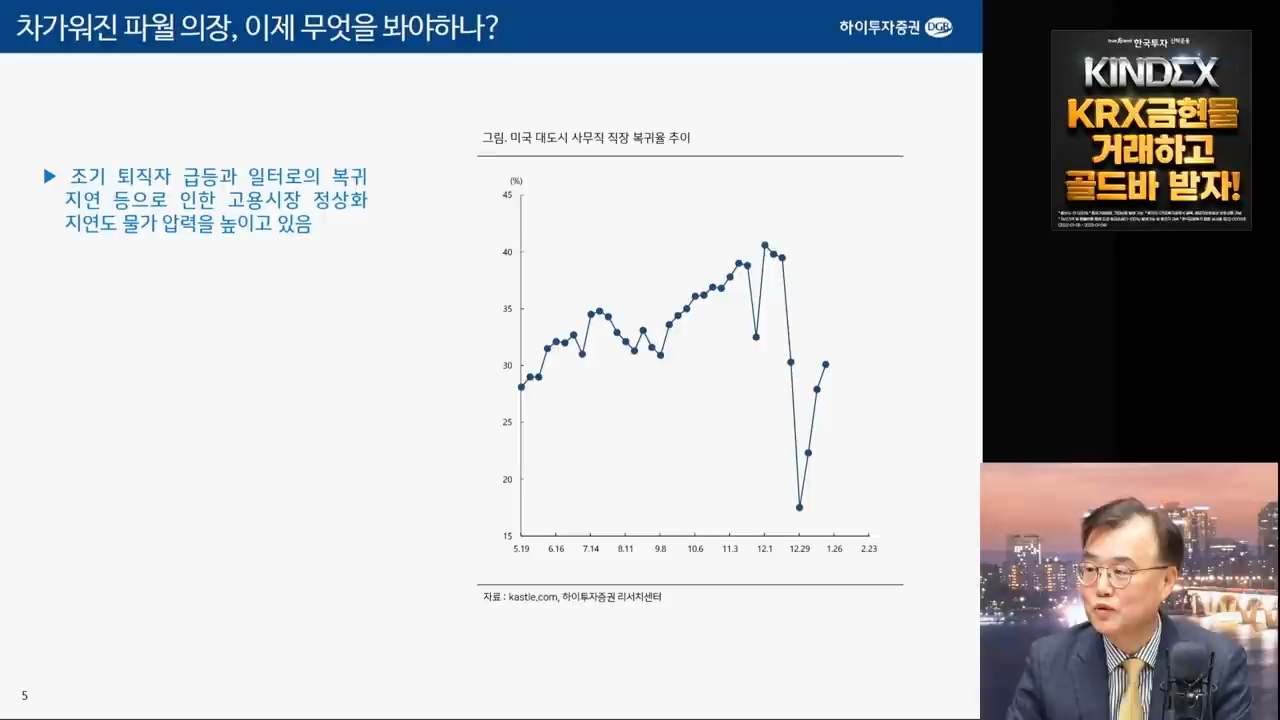 차가워진 파월 의장, 이제 무엇을 봐야하나?
하이투자증권 DGB
▶ 조기 퇴직자 급등과 일터로의 복귀
지연 등으로 인한 고용시장 정상화
지연도 물가 압력을 높이고 있음
그림. 미국 대도시 사무직 직장 복귀율 추이
(%)
45
40
35
30
25
20
15
5.19 6.16 7.14 8.11 9.8 10.6 11.3 12.1 12.29 1.26 2.23
자료 : kastle.com, 하이투자증권 리서치센터
5
한국투자
KINDEX
KRX금현물
거래하고
골드바 받자!